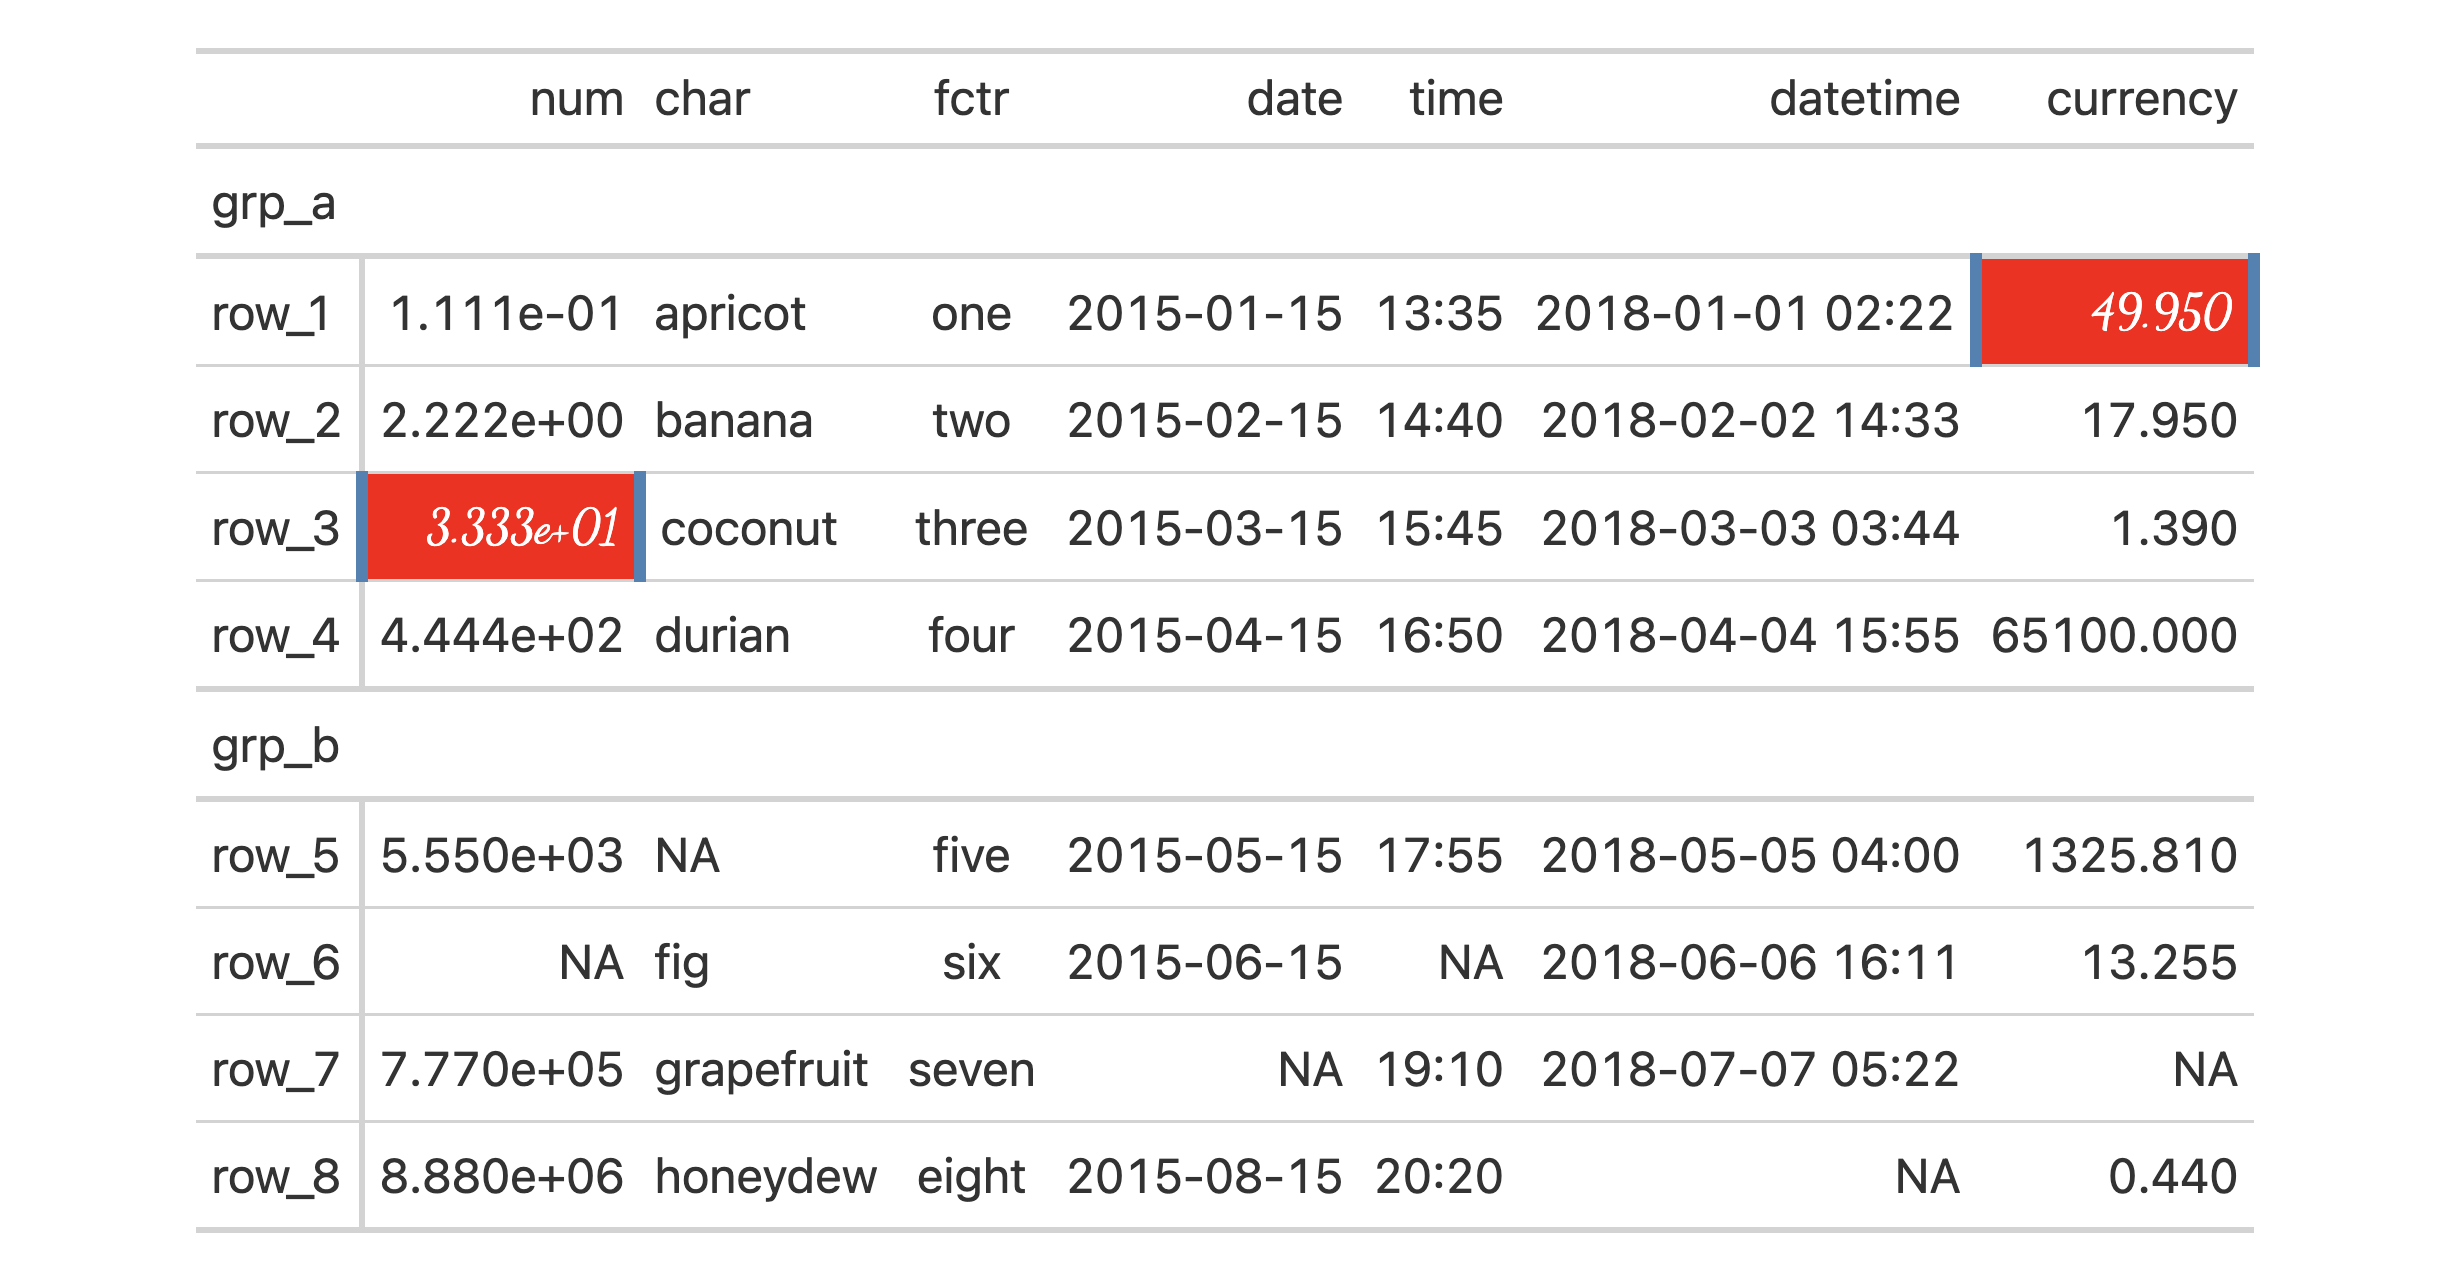 num char fctr date time datetime currency
grp_a
row_1 1.111e-01 apricot one 2015-01-15 13:35 2018-01-01 02:22 49.950
row_2 2.222e+00 banana two 2015-02-15 14:40 2018-02-02 14:33 17.950
row_3 3.333e+01 coconut three 2015-03-15 15:45 2018-03-03 03:44 1.390
row_4 4.444e+02 durian four 2015-04-15 16:50 2018-04-04 15:55 65100.000
grp_b
row_5 5.550e+03 NA five 2015-05-15 17:55 2018-05-05 04:00 1325.810
row_6 NA fig six 2015-06-15 NA 2018-06-06 16:11 13.255
row_7 7.770e+05 grapefruit seven NA 19:10 2018-07-07 05:22 NA
row_8 8.880e+06 honeydew eight 2015-08-15 20:20 NA 0.440